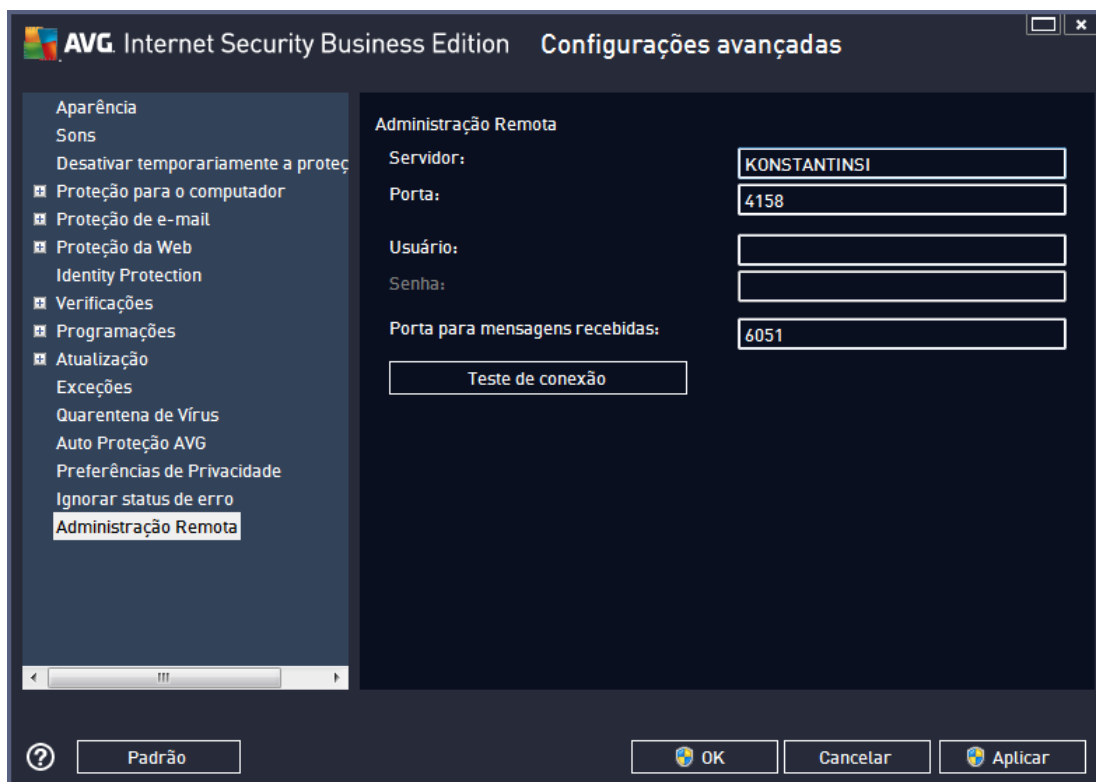 AVG. Internet Security Business Edition Configurações avançadas
Aparência
Sons
Desativar temporariamente a proteç
Proteção para o computador
Proteção de e-mail
Proteção da Web
Identity Protection
Verificações
Programações
Atualização
Exceções
Quarentena de Vírus
Auto Proteção AVG
Preferências de Privacidade
Ignorar status de erro
Administração Remota
Administração Remota
Servidor: KONSTANTINSI
Porta: 4158
Usuário:
Senha:
Porta para mensagens recebidas: 6051
Teste de conexão
Padrão OK Cancelar Aplicar